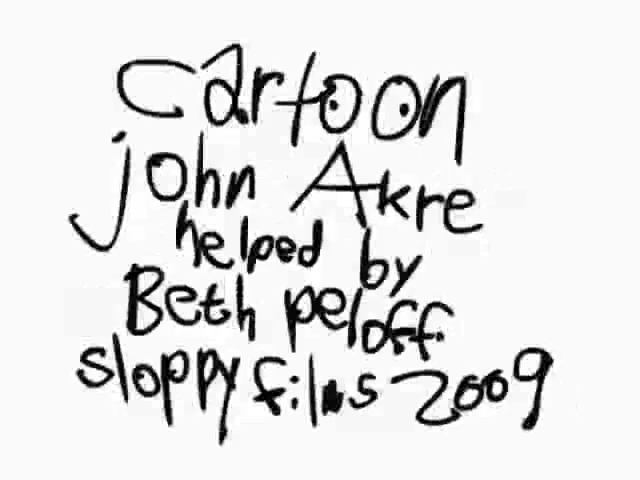 cartoon
john Akre
helped by
Beth peloff
sloppy films 2009